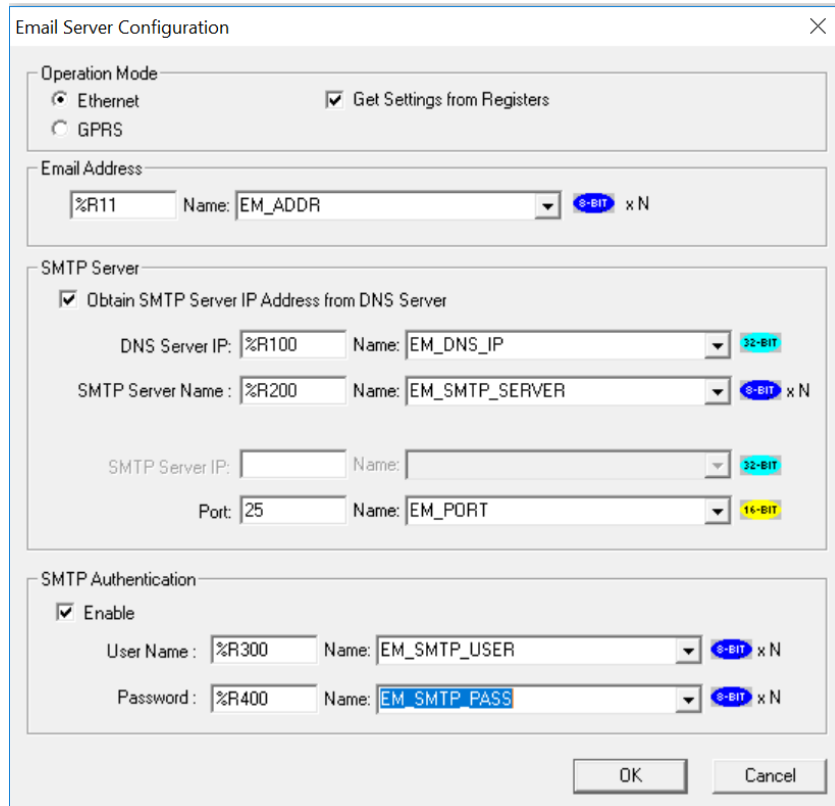 Email Server Configuration
Operation Mode
Ethernet Get Settings from Registers
GPRS
Email Address
%R11 Name: EM_ADDR 8-BIT x N
SMTP Server
Obtain SMTP Server IP Address from DNS Server
DNS Server IP: %R100 Name: EM_DNS_IP 32-BIT
SMTP Server Name : %R200 Name: EM_SMTP_SERVER 8-BIT x N
SMTP Server IP: Name: 32-BIT
Port: 25 Name: EM_PORT 16-BIT
SMTP Authentication
Enable
User Name : %R300 Name: EM_SMTP_USER 8-BIT x N
Password : %R400 Name: EM_SMTP_PASS 8-BIT x N
OK Cancel